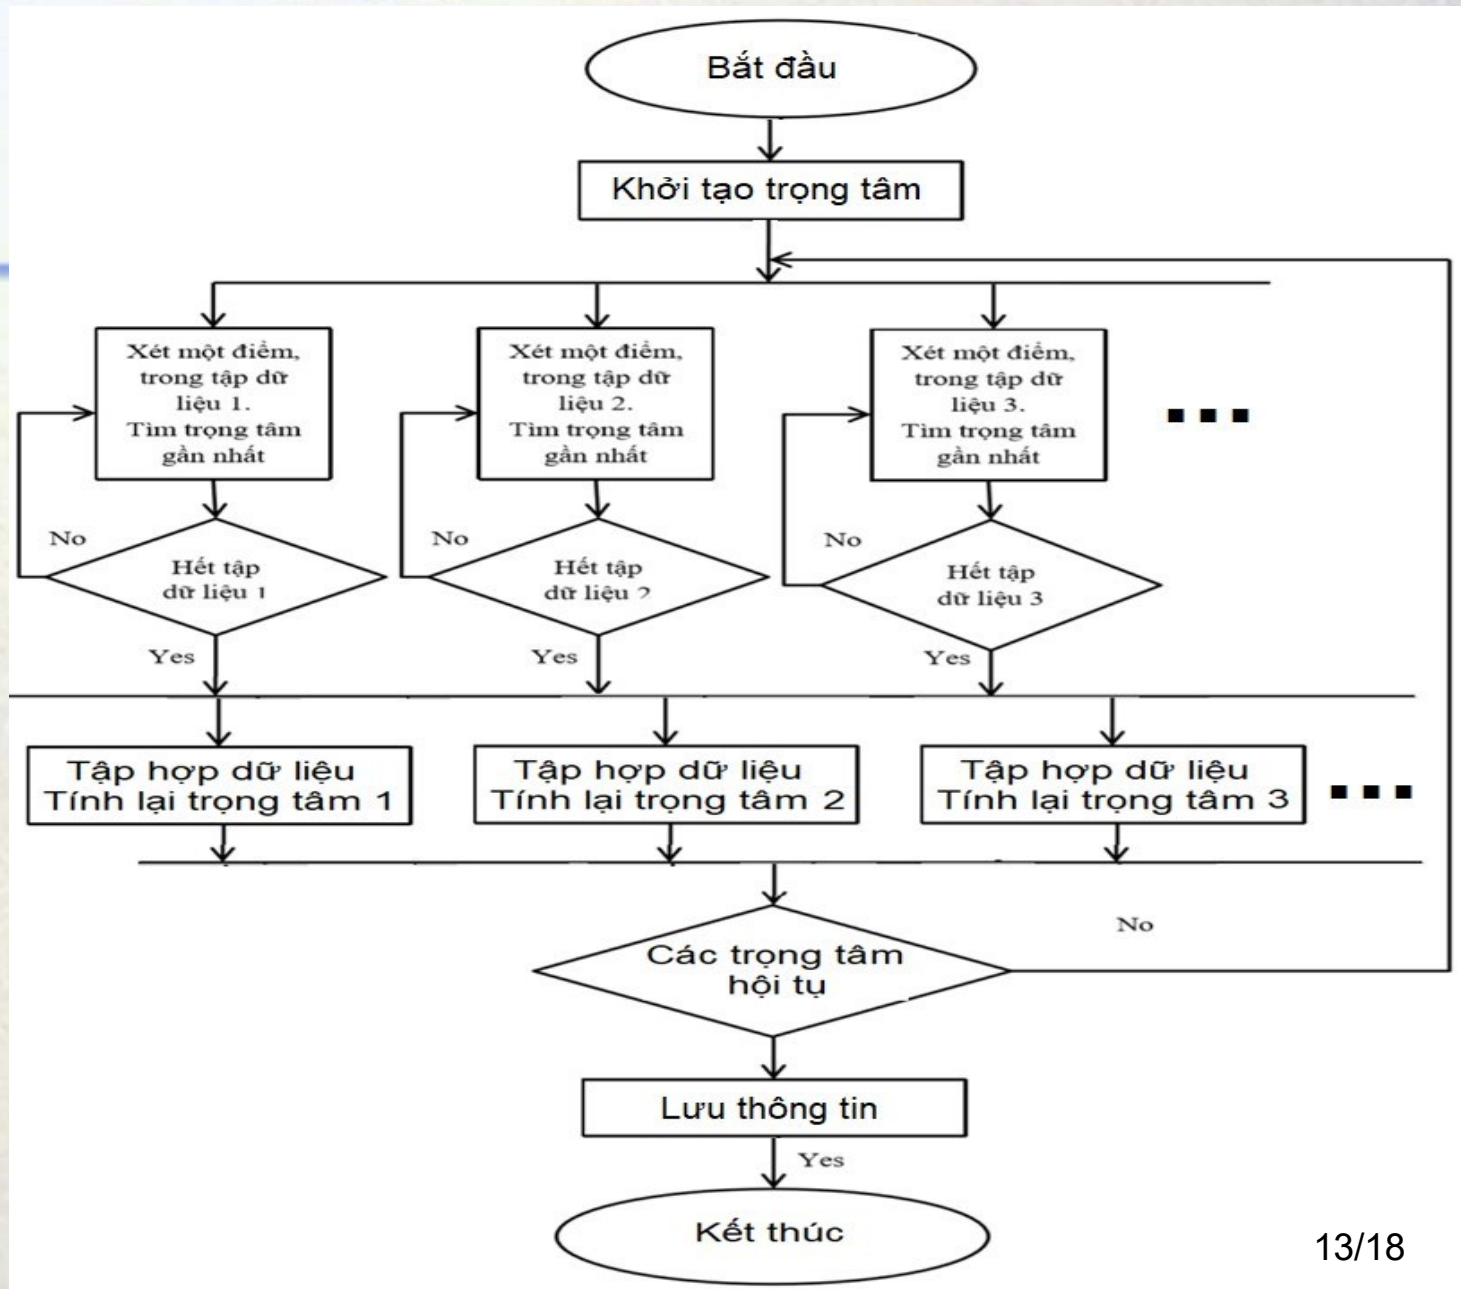 Bắt đầu
Khởi tạo trọng tâm
Xét một điểm,
trong tập dữ
liệu 1.
Tìm trọng tâm
gần nhất
Xét một điểm,
trong tập dữ
liệu 2.
Tìm trọng tâm
gần nhất
Xét một điểm,
trong tập dữ
liệu 3.
Tìm trọng tâm
gần nhất
...
No
Hết tập
dữ liệu 1
Yes
No
Hết tập
dữ liệu 2
Yes
No
Hết tập
dữ liệu 3
Yes
Tập hợp dữ liệu
Tính lại trọng tâm 1
Tập hợp dữ liệu
Tính lại trọng tâm 2
Tập hợp dữ liệu
Tính lại trọng tâm 3
...
Các trọng tâm
hội tụ
No
Lưu thông tin
Yes
Kết thúc
13/18